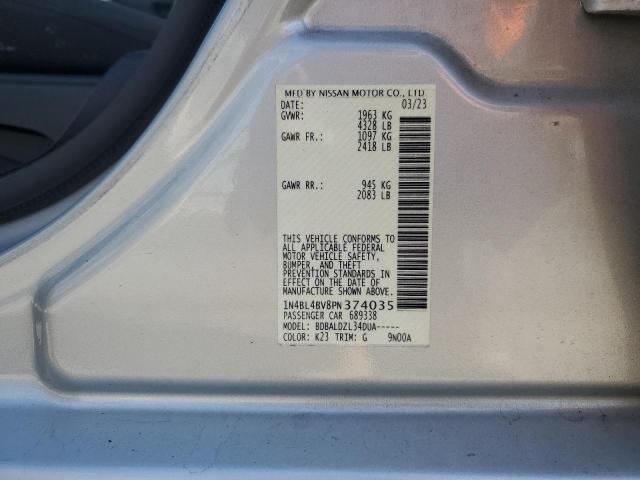 MFD BY NISSAN MOTOR CO., LTD.
DATE: 03/23
GVWR: 1963 KG
4328 LB
GAWR FR.: 1097 KG
2418 LB
GAWR RR.: 945 KG
2083 LB
THIS VEHICLE CONFORMS TO
ALL APPLICABLE FEDERAL
MOTOR VEHICLE SAFETY,
BUMPER, AND THEFT
PREVENTION STANDARDS IN
EFFECT ON THE DATE OF
MANUFACTURE SHOWN ABOVE.
1N4BL4BV8PN374035
PASSENGER CAR 689338
MODEL: BDBALDZL34DUA-----
COLOR: K23 TRIM: G 9N00A